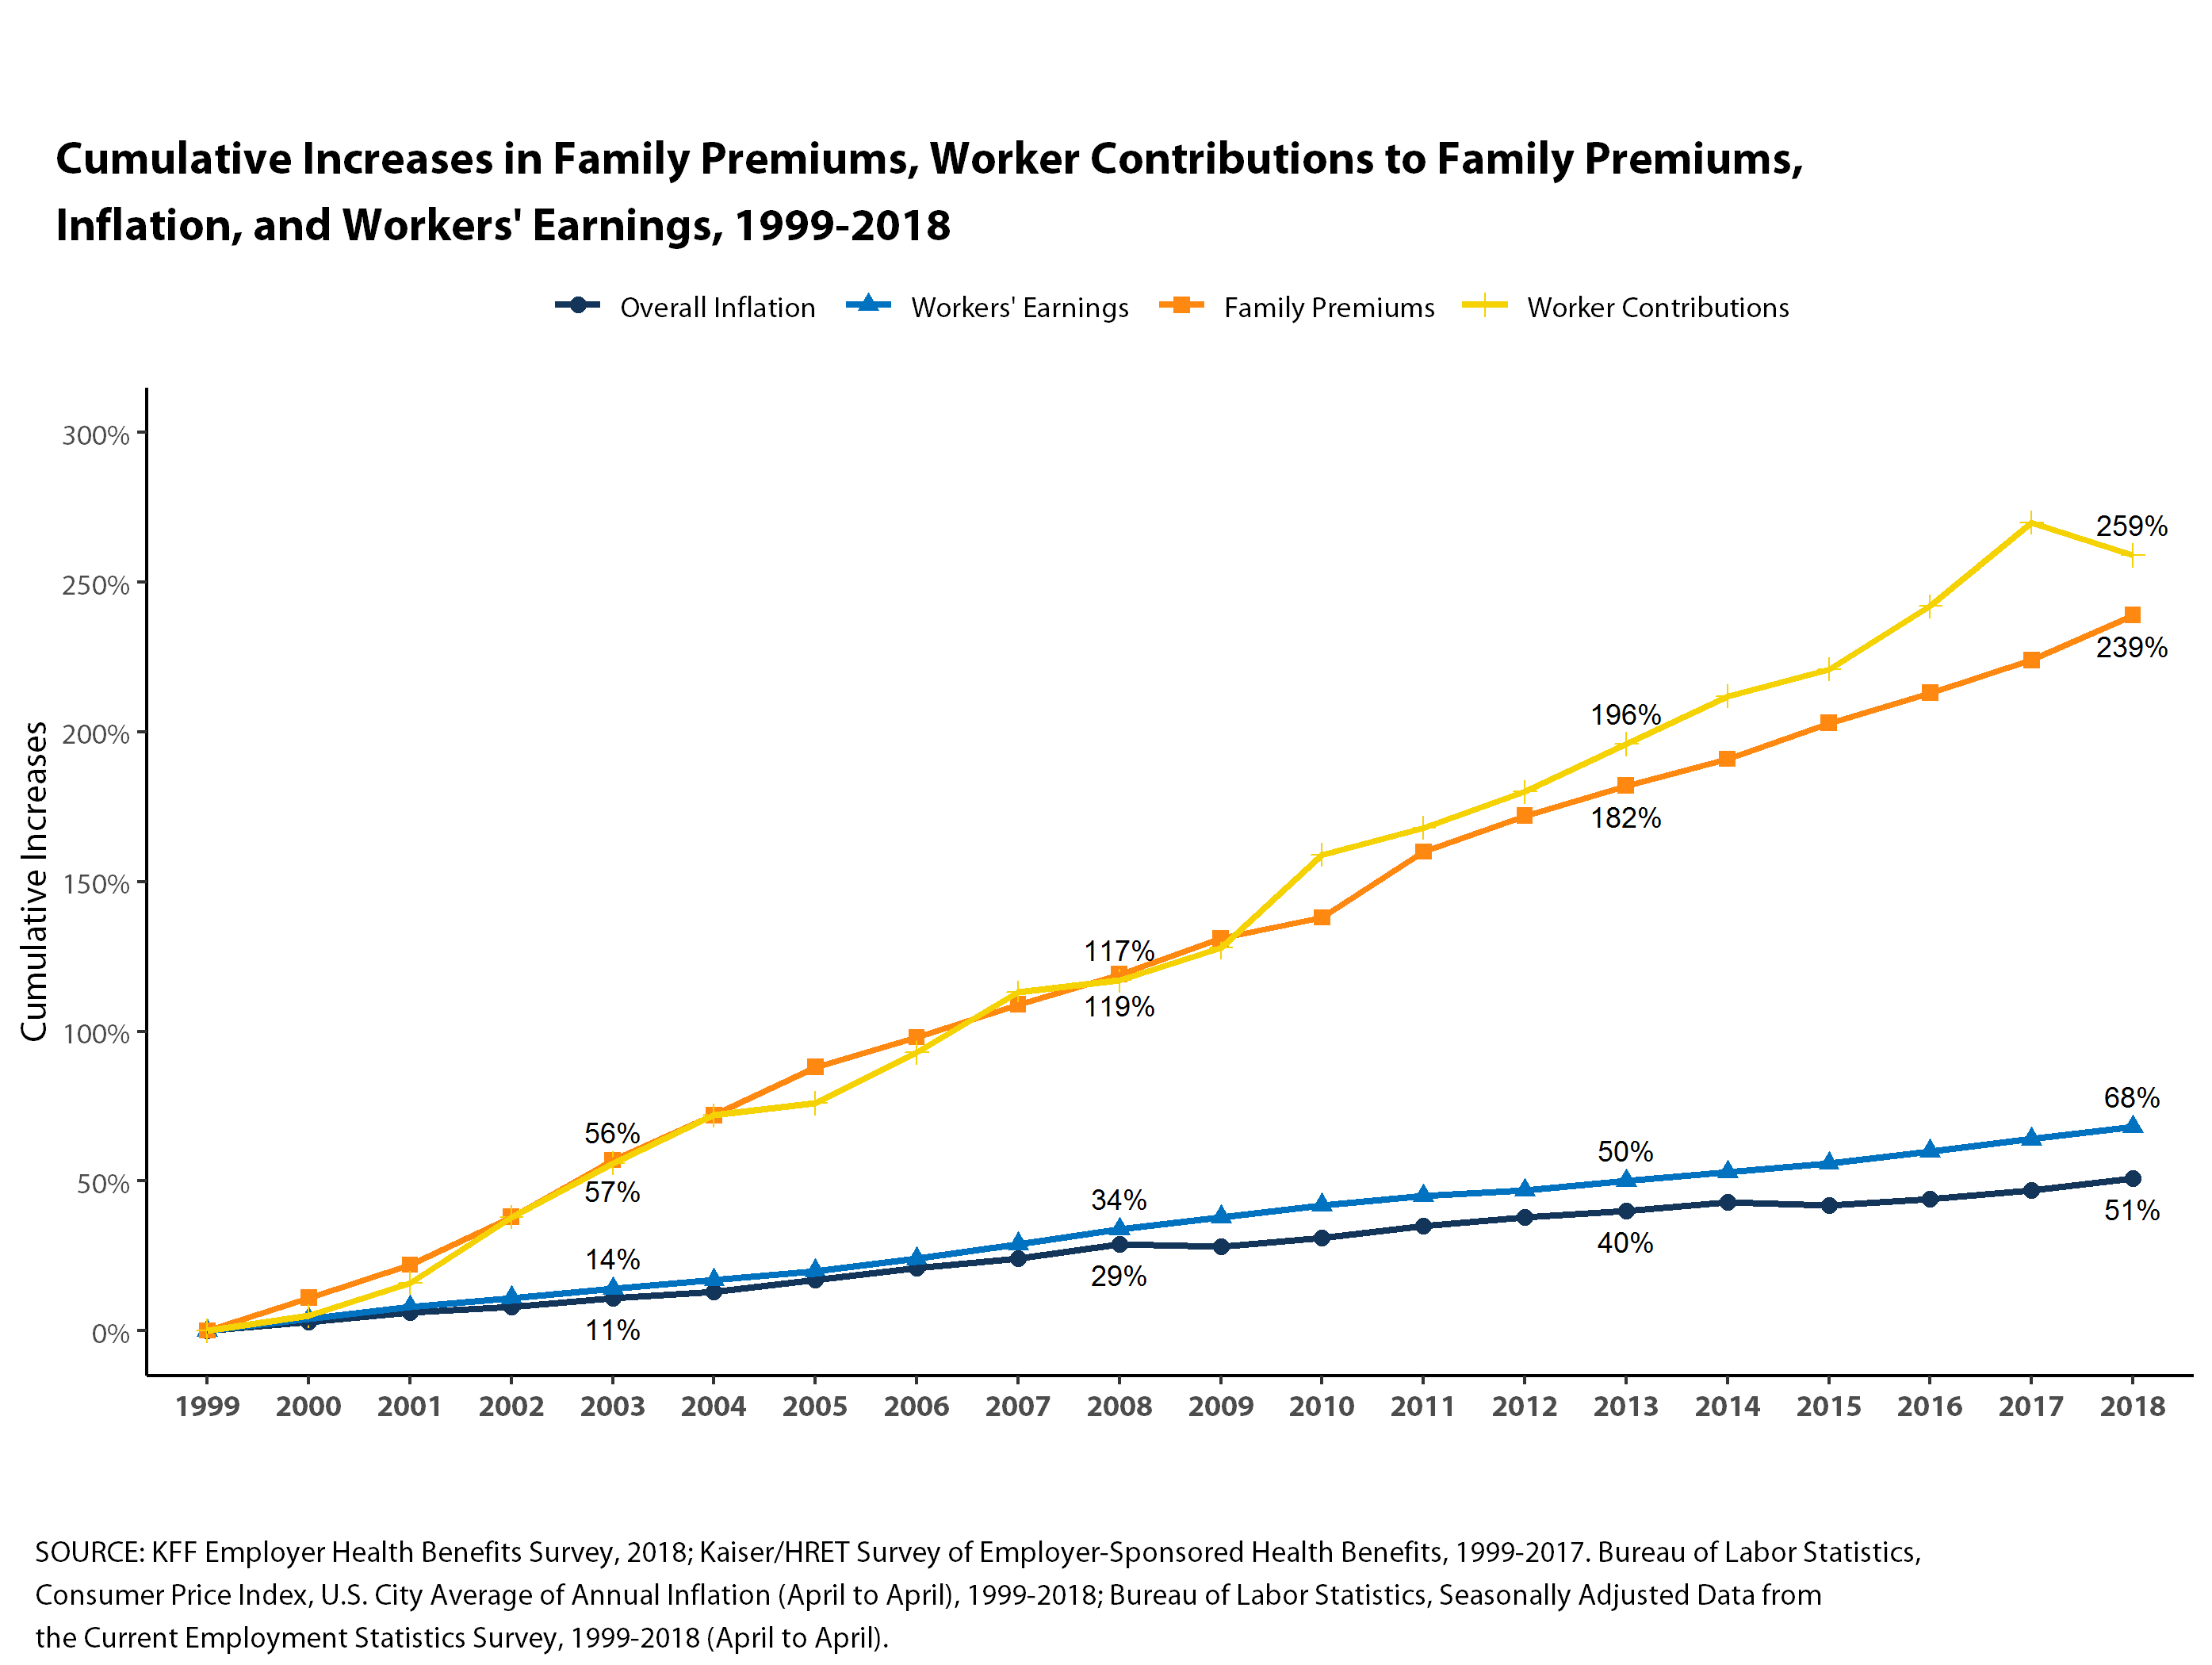 Cumulative Increases in Family Premiums, Worker Contributions to Family Premiums,
Inflation, and Workers' Earnings, 1999-2018
Overall Inflation Workers' Earnings Family Premiums Worker Contributions
Cumulative Increases
300%
250%
200%
150%
100%
50%
0%
259%
239%
196%
182%
117%
119%
68%
56%
57%
50%
34%
51%
14%
40%
29%
11%
1999 2000 2001 2002 2003 2004 2005 2006 2007 2008 2009 2010 2011 2012 2013 2014 2015 2016 2017 2018
SOURCE: KFF Employer Health Benefits Survey, 2018; Kaiser/HRET Survey of Employer-Sponsored Health Benefits, 1999-2017. Bureau of Labor Statistics,
Consumer Price Index, U.S. City Average of Annual Inflation (April to April), 1999-2018; Bureau of Labor Statistics, Seasonally Adjusted Data from
the Current Employment Statistics Survey, 1999-2018 (April to April).